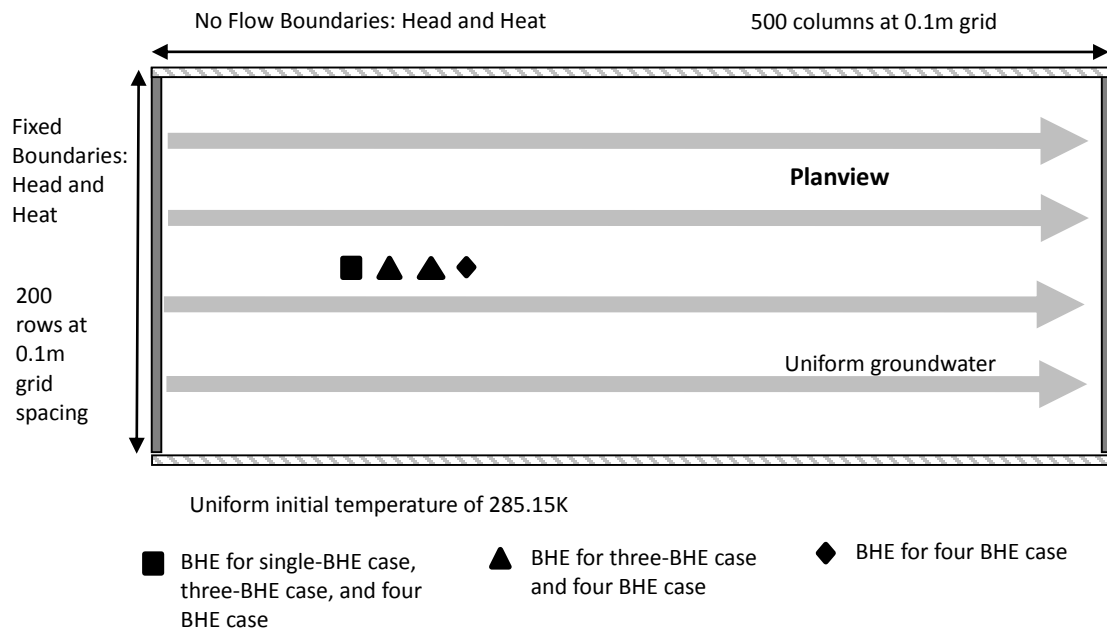 No Flow Boundaries: Head and Heat
500 columns at 0.1m grid
Fixed
Boundaries:
Head and
Heat
Planview
200
rows at
0.1m
grid
spacing
Uniform groundwater
Uniform initial temperature of 285.15K
BHE for single-BHE case,
three-BHE case, and four
BHE case
BHE for three-BHE case
and four BHE case
BHE for four BHE case